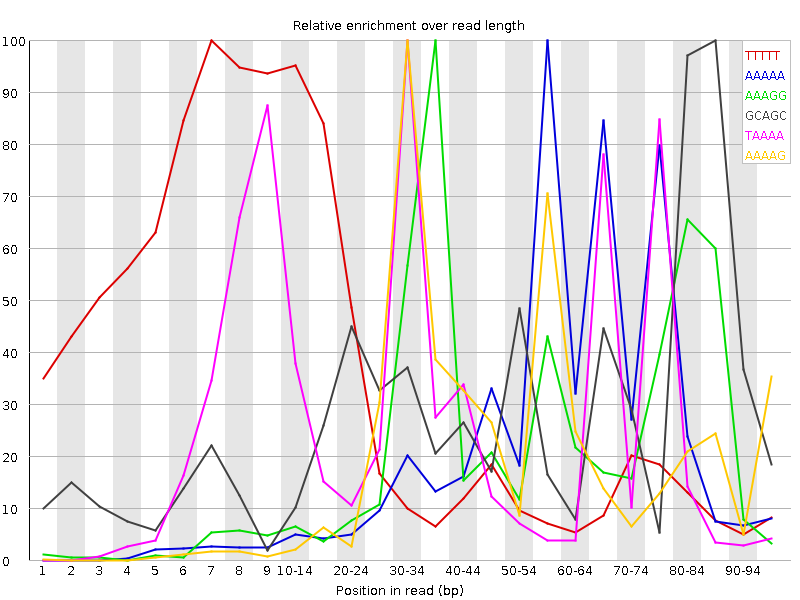 Relative enrichment over read length
100
90
80
70
60
50
40
30
20
10
0
TTTTT
AAAAA
AAAGG
GCAGC
TAAAA
AAAAG
1 2 3 4 5 6 7 8 9 10-14 20-24 30-34 40-44 50-54 60-64 70-74 80-84 90-94
Position in read (bp)